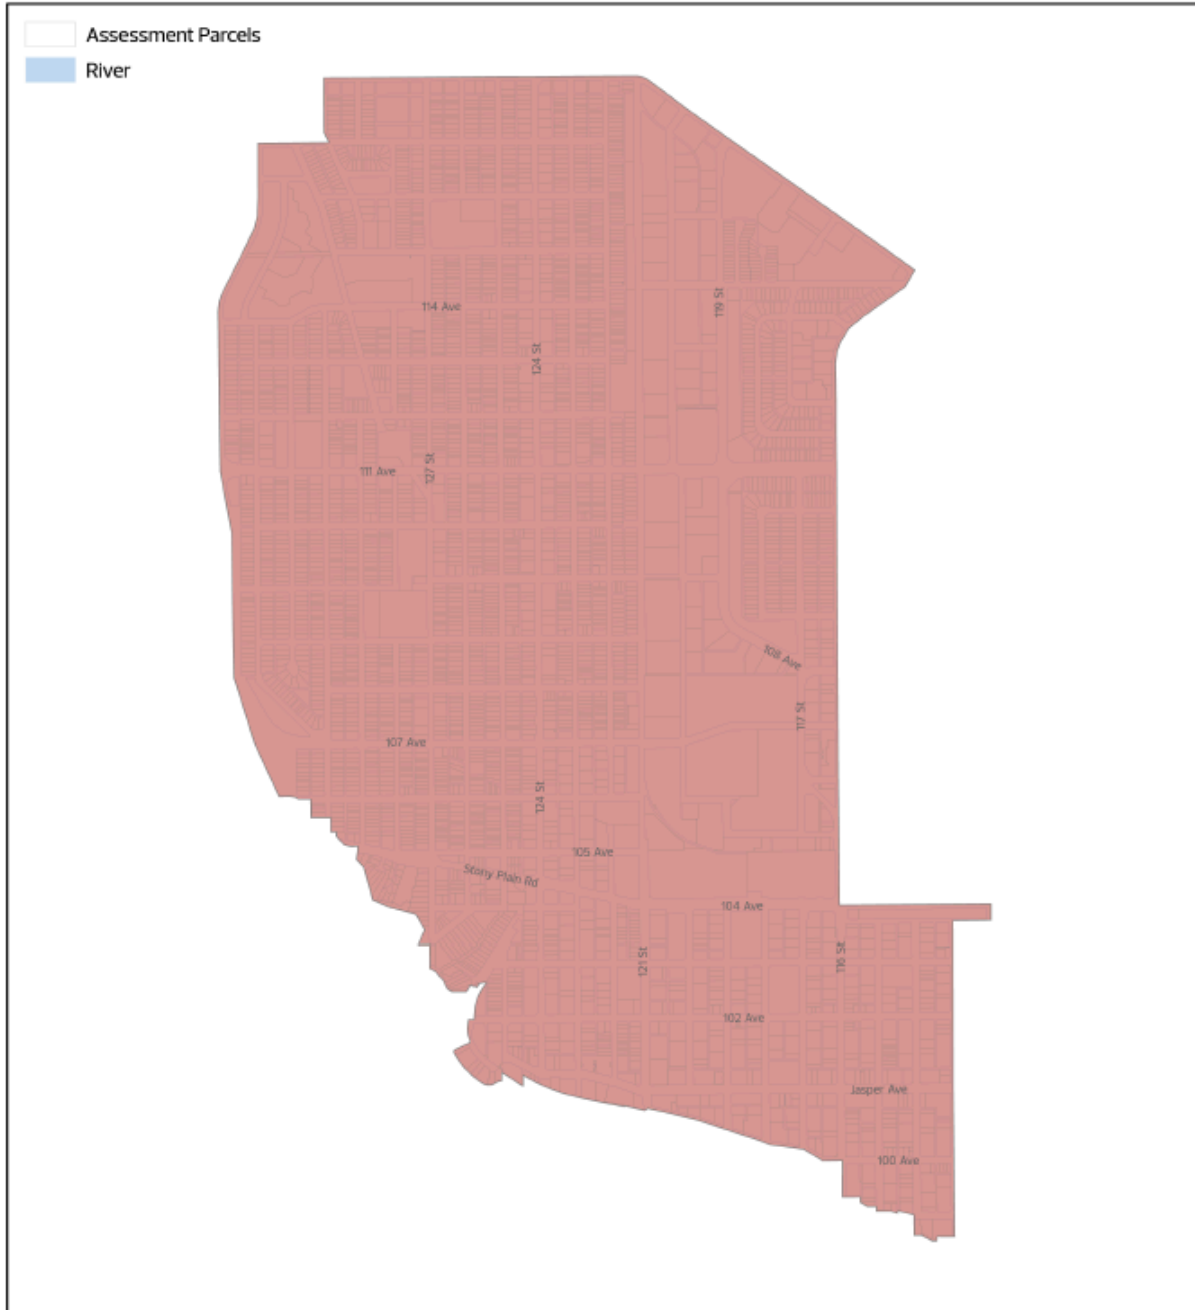 Assessment Parcels
River
114 Ave
119 St
124 St
111 Ave
127 St
108 Ave
117 St
107 Ave
124 St
105 Ave
Stony Plain Rd
104 Ave
121 St
116 St
102 Ave
Jasper Ave
100 Ave